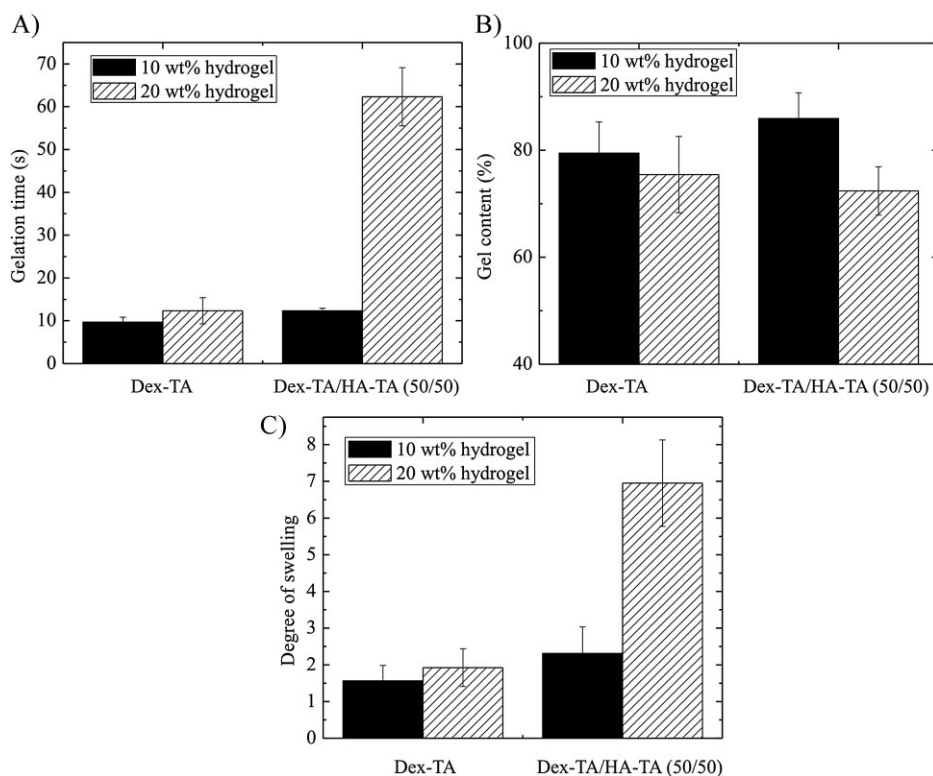 A)
10 wt% hydrogel
20 wt% hydrogel
Gelation time (s)
70
60
50
40
30
20
10
0
Dex-TA
Dex-TA/HA-TA (50/50)
B)
10 wt% hydrogel
20 wt% hydrogel
Gel content (%)
100
80
60
40
Dex-TA
Dex-TA/HA-TA (50/50)
C)
10 wt% hydrogel
20 wt% hydrogel
Degree of swelling
8
7
6
5
4
3
2
1
0
Dex-TA
Dex-TA/HA-TA (50/50)